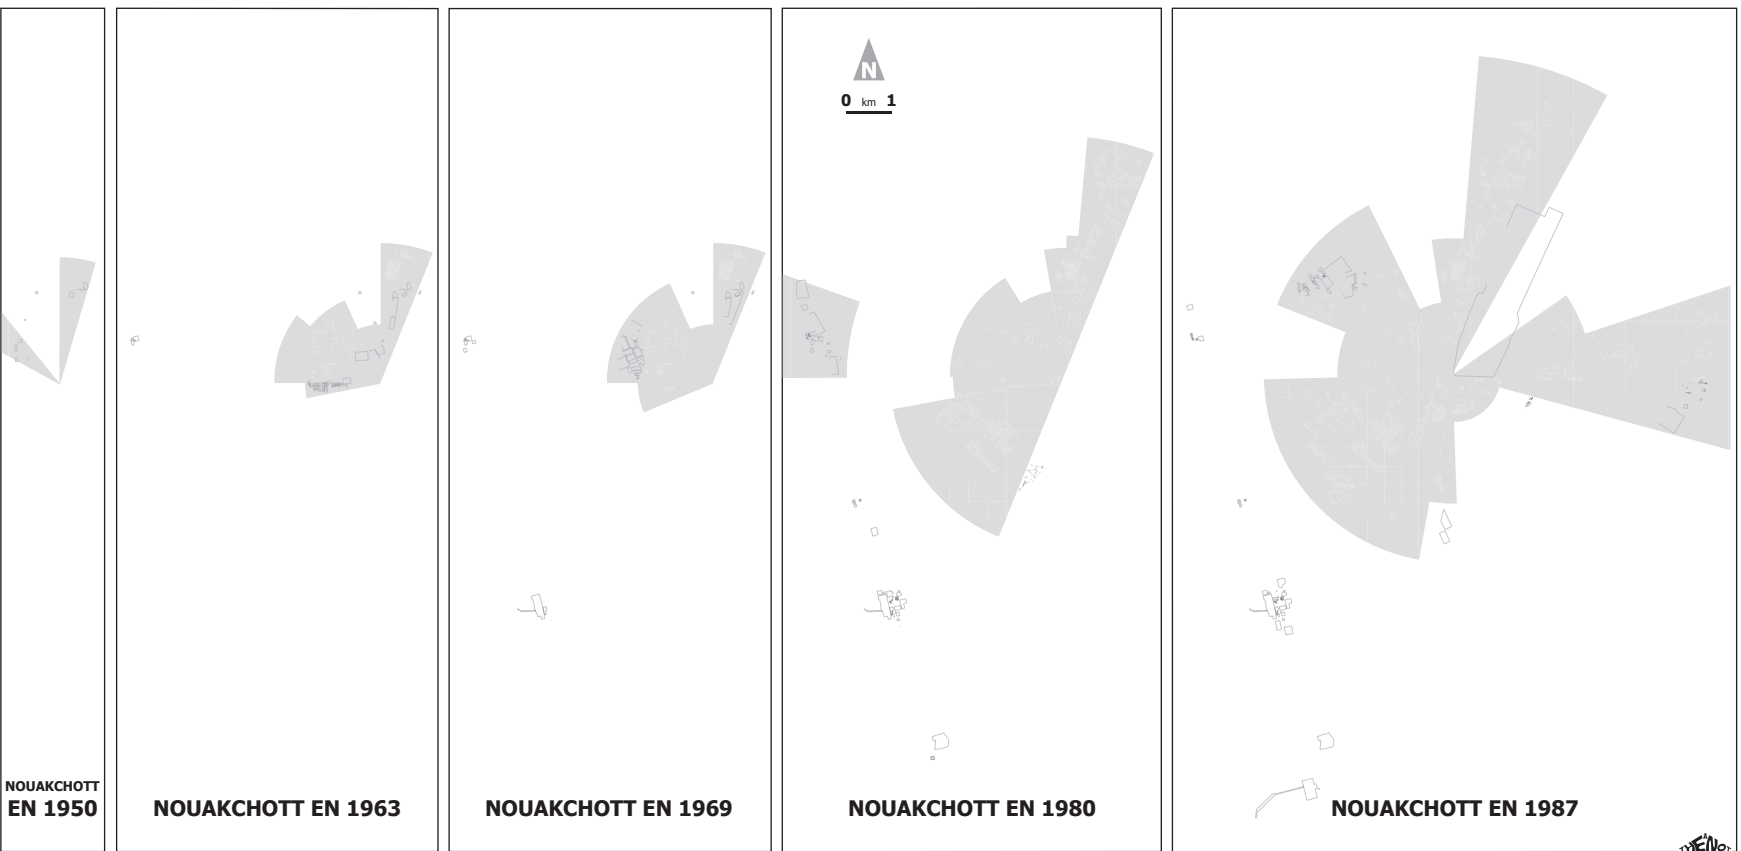 N
0 km 1
NOUAKCHOTT
EN 1950
NOUAKCHOTT EN 1963
NOUAKCHOTT EN 1969
NOUAKCHOTT EN 1980
NOUAKCHOTT EN 1987